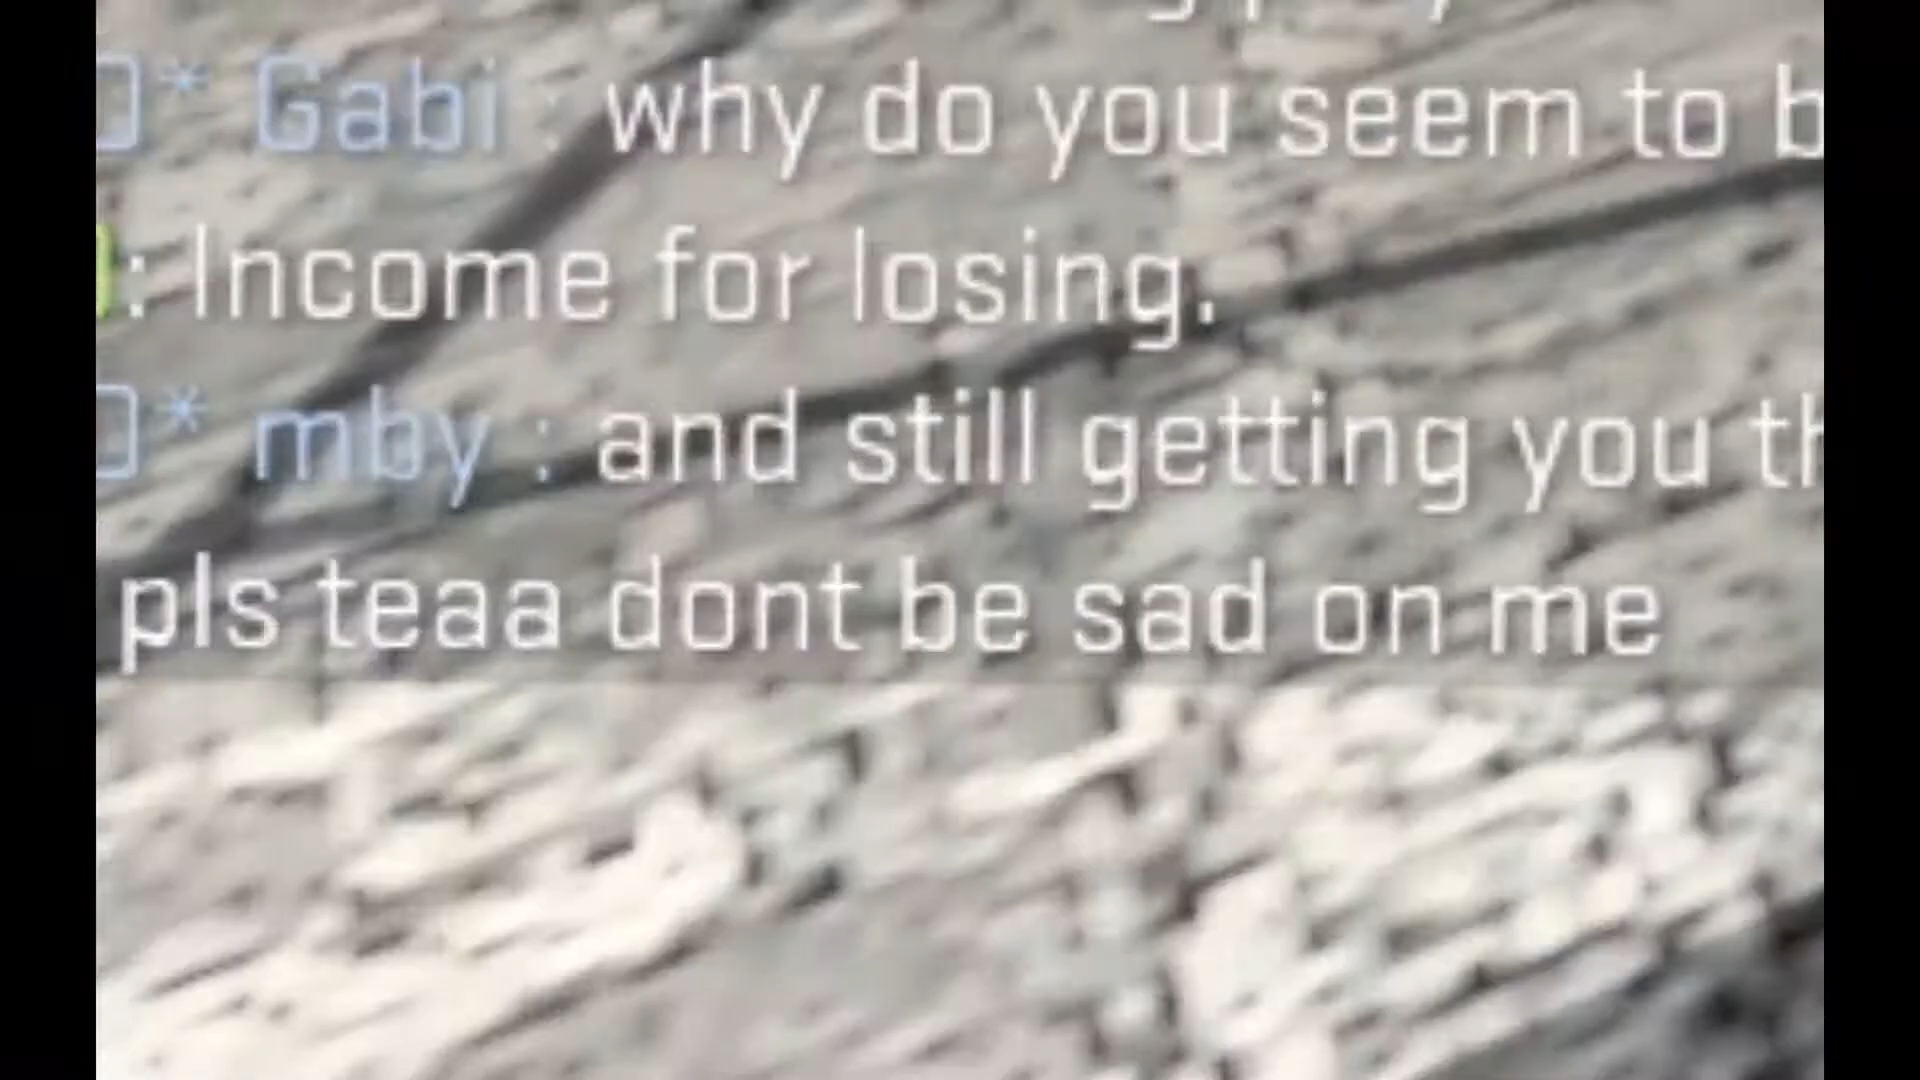 * Gabi : why do you seem to
: Income for losing.
* mby : and still getting you
pls teaa dont be sad on me